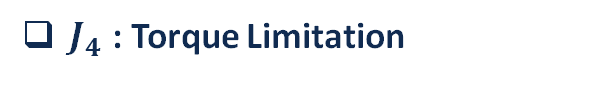 ❑ J₄ : Torque Limitation